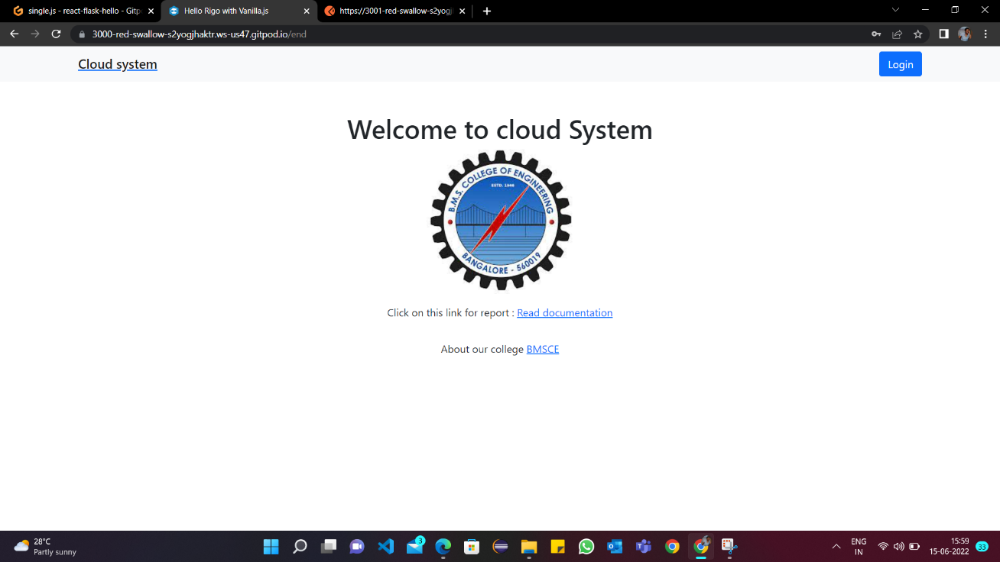 single.js - react-flask-hello - Gitp
Hello Rigo with Vanilla.js
https://3001-red-swallow-s2yogj
3000-red-swallow-s2yogjhaktr.ws-us47.gitpod.io/end
Cloud system
Login
Welcome to cloud System
B.M.S. COLLEGE OF ENGINEERING
ESTD. 1946
BANGALORE - 560019
Click on this link for report : Read documentation
About our college BMSCE
28°C
Partly sunny
3
ENG
IN
15:59
15-06-2022
33